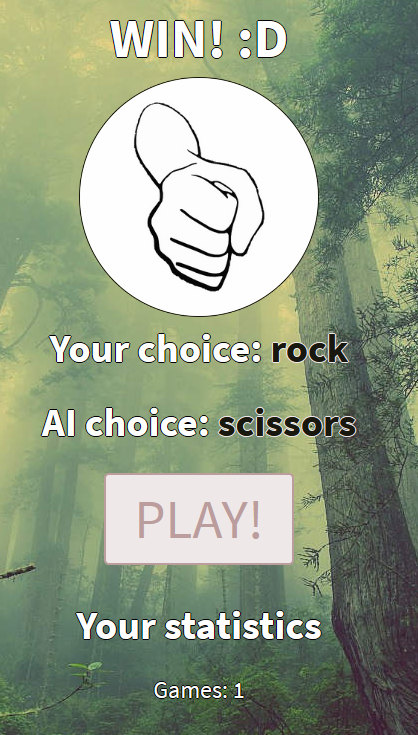 WIN! :D
Your choice: rock
AI choice: scissors
PLAY!
Your statistics
Games: 1